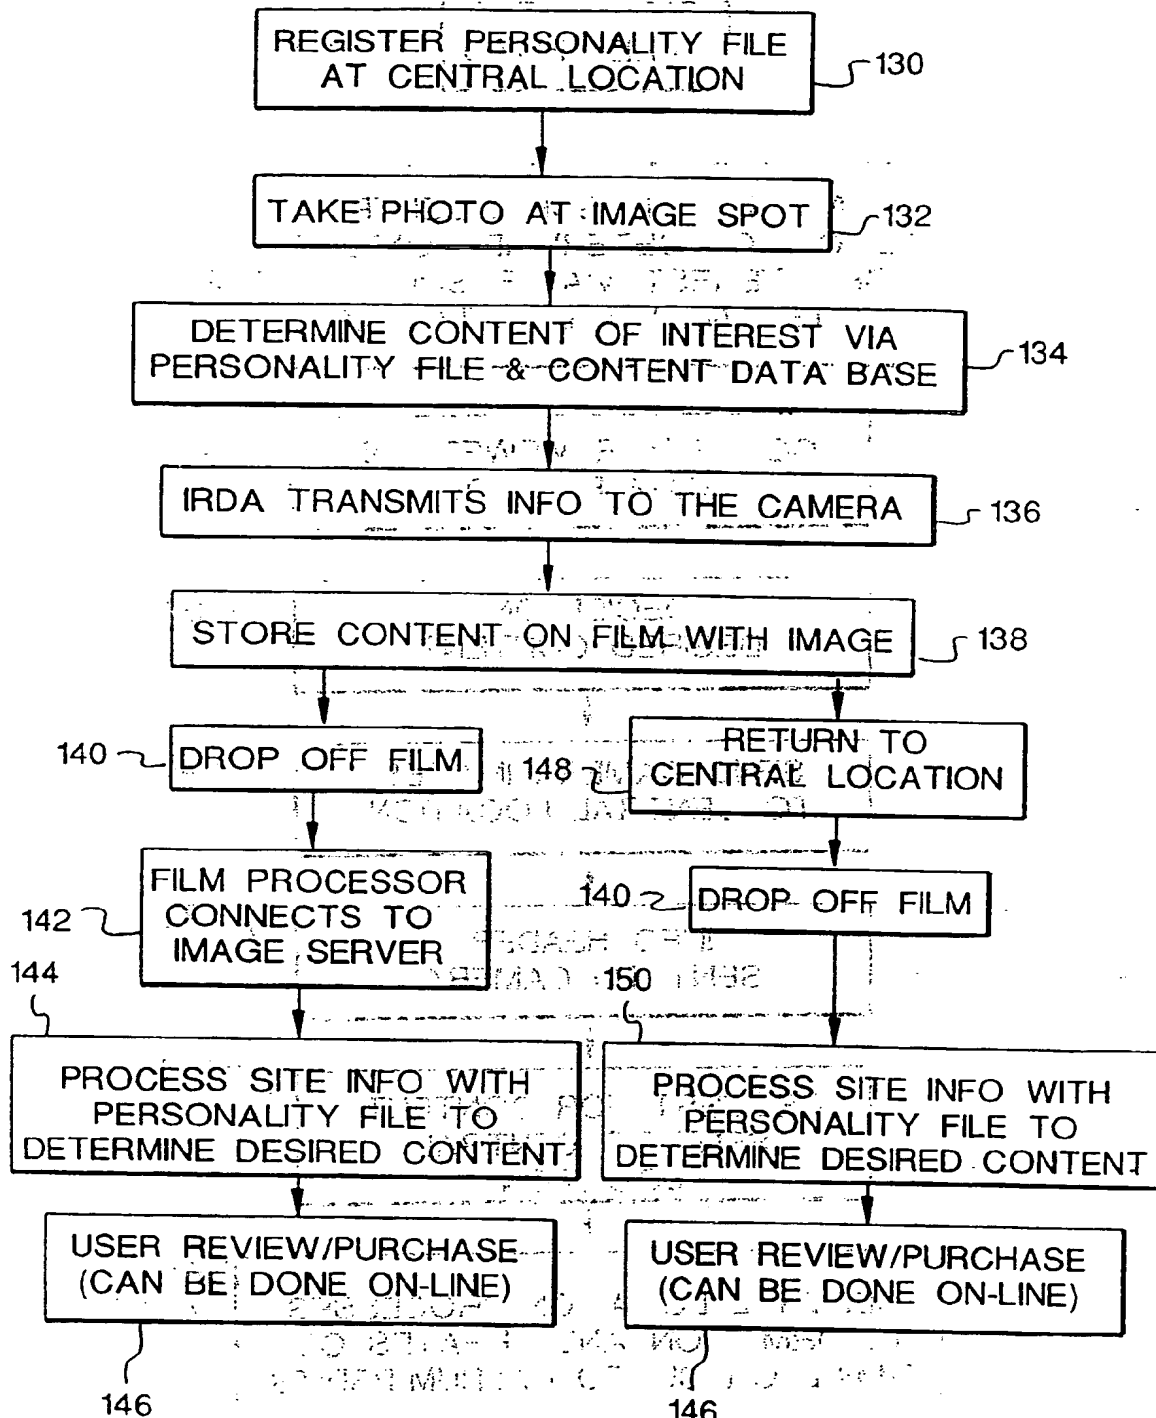 REGISTER PERSONALITY FILE
AT CENTRAL LOCATION
130
TAKE PHOTO AT IMAGE SPOT
132
DETERMINE CONTENT OF INTEREST VIA
PERSONALITY FILE & CONTENT DATA BASE
134
IRDA TRANSMITS INFO TO THE CAMERA
136
STORE CONTENT ON FILM WITH IMAGE
138
140
DROP OFF FILM
148
RETURN TO
CENTRAL LOCATION
142
FILM PROCESSOR
CONNECTS TO
IMAGE SERVER
140
DROP OFF FILM
144
PROCESS SITE INFO WITH
PERSONALITY FILE TO
DETERMINE DESIRED CONTENT
150
PROCESS SITE INFO WITH
PERSONALITY FILE TO
DETERMINE DESIRED CONTENT
USER REVIEW/PURCHASE
(CAN BE DONE ON-LINE)
146
USER REVIEW/PURCHASE
(CAN BE DONE ON-LINE)
146